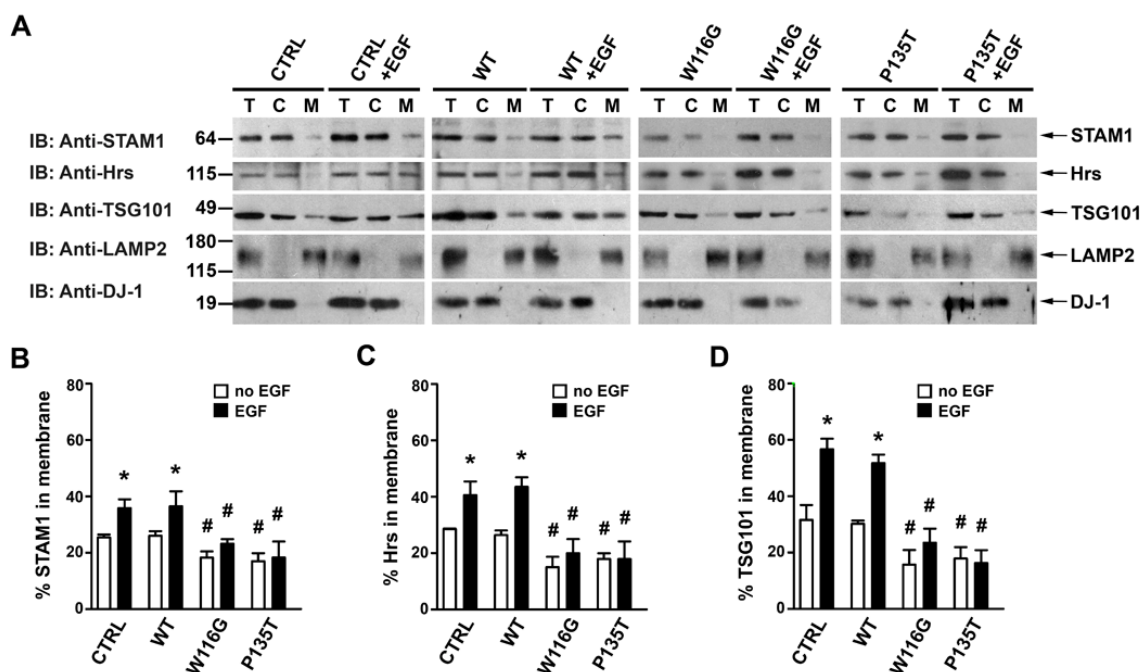 A
CTRL
CTRL +EGF
WT
WT +EGF
W116G
W116G +EGF
P135T
P135T +EGF
T C M T C M T C M T C M T C M T C M T C M T C M
IB: Anti-STAM1 64 STAM1
IB: Anti-Hrs 115 Hrs
IB: Anti-TSG101 49 TSG101
IB: Anti-LAMP2 180 115 LAMP2
IB: Anti-DJ-1 19 DJ-1
B
% STAM1 in membrane
80
60
40
20
0
no EGF
EGF
* * # # # #
CTRL
WT
W116G
P135T
C
% Hrs in membrane
80
60
40
20
0
no EGF
EGF
* * # # # #
CTRL
WT
W116G
P135T
D
% TSG101 in membrane
80
60
40
20
0
no EGF
EGF
* * # # # #
CTRL
WT
W116G
P135T